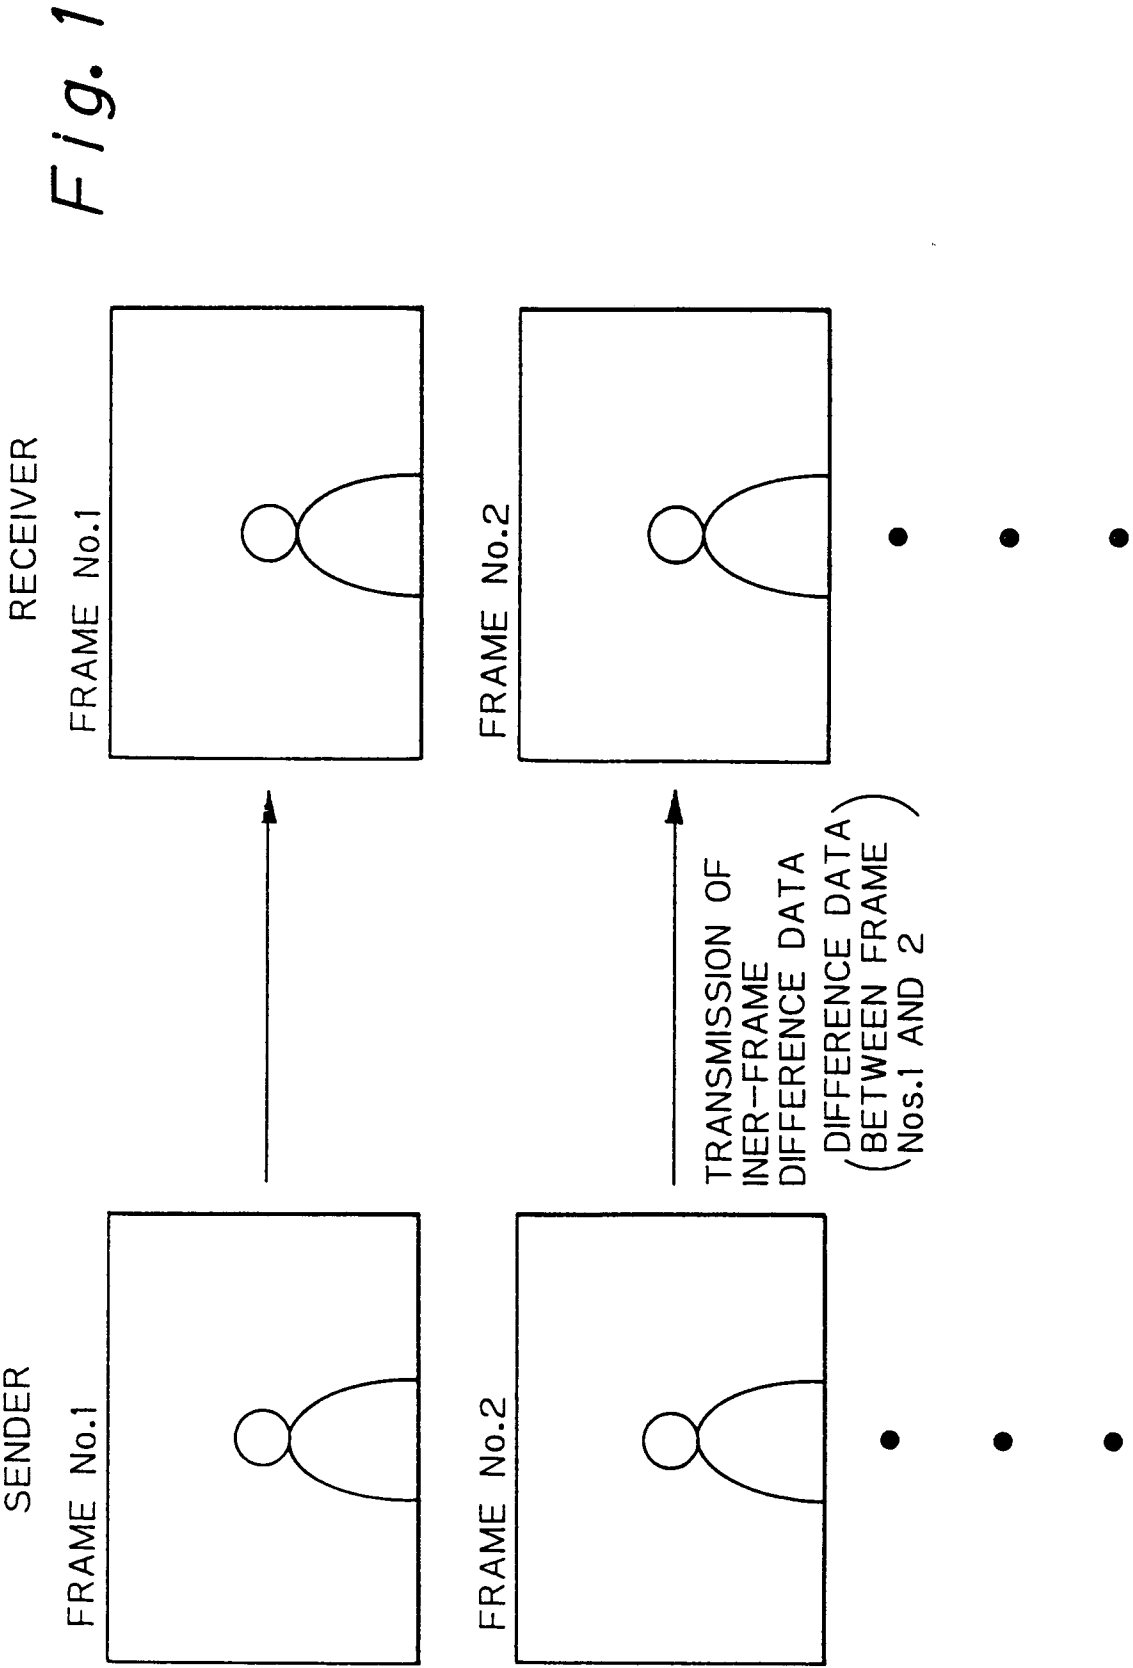 Fig. 1
SENDER
RECEIVER
FRAME No.1
FRAME No.1
FRAME No.2
FRAME No.2
TRANSMISSION OF
INER-FRAME
DIFFERENCE DATA
(DIFFERENCE DATA
BETWEEN FRAME
Nos.1 AND 2)